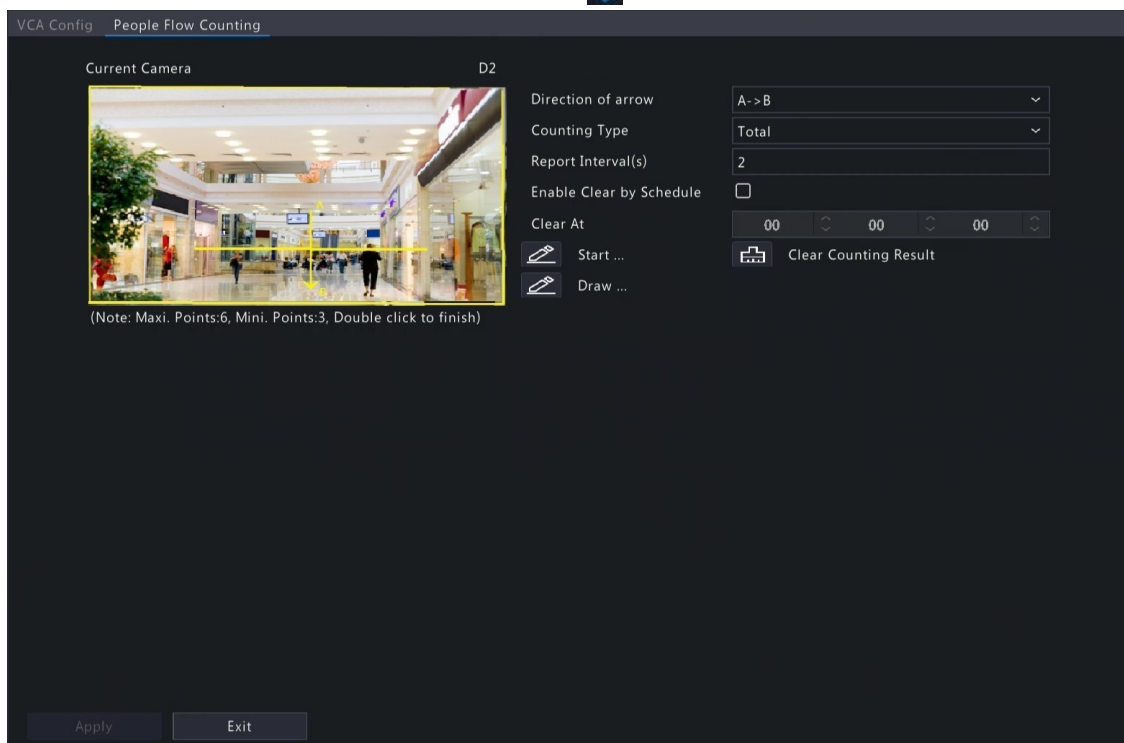 VCA Config People Flow Counting
Current Camera D2
Direction of arrow A->B
Counting Type Total
Report Interval(s) 2
Enable Clear by Schedule
Clear At 00 00 00
Start ... Clear Counting Result
Draw ...
A
B
(Note: Maxi. Points:6, Mini. Points:3, Double click to finish)
Apply Exit